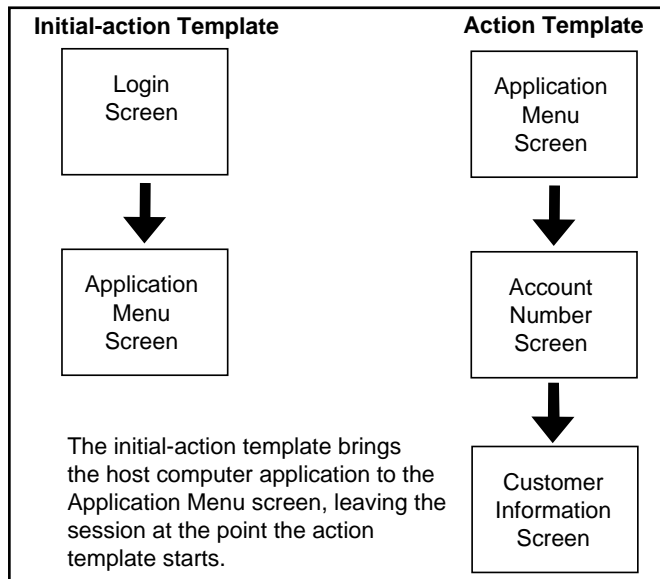 Initial-action Template
Login
Screen
Application
Menu
Screen
The initial-action template brings
the host computer application to the
Application Menu screen, leaving the
session at the point the action
template starts.
Action Template
Application
Menu
Screen
Account
Number
Screen
Customer
Information
Screen